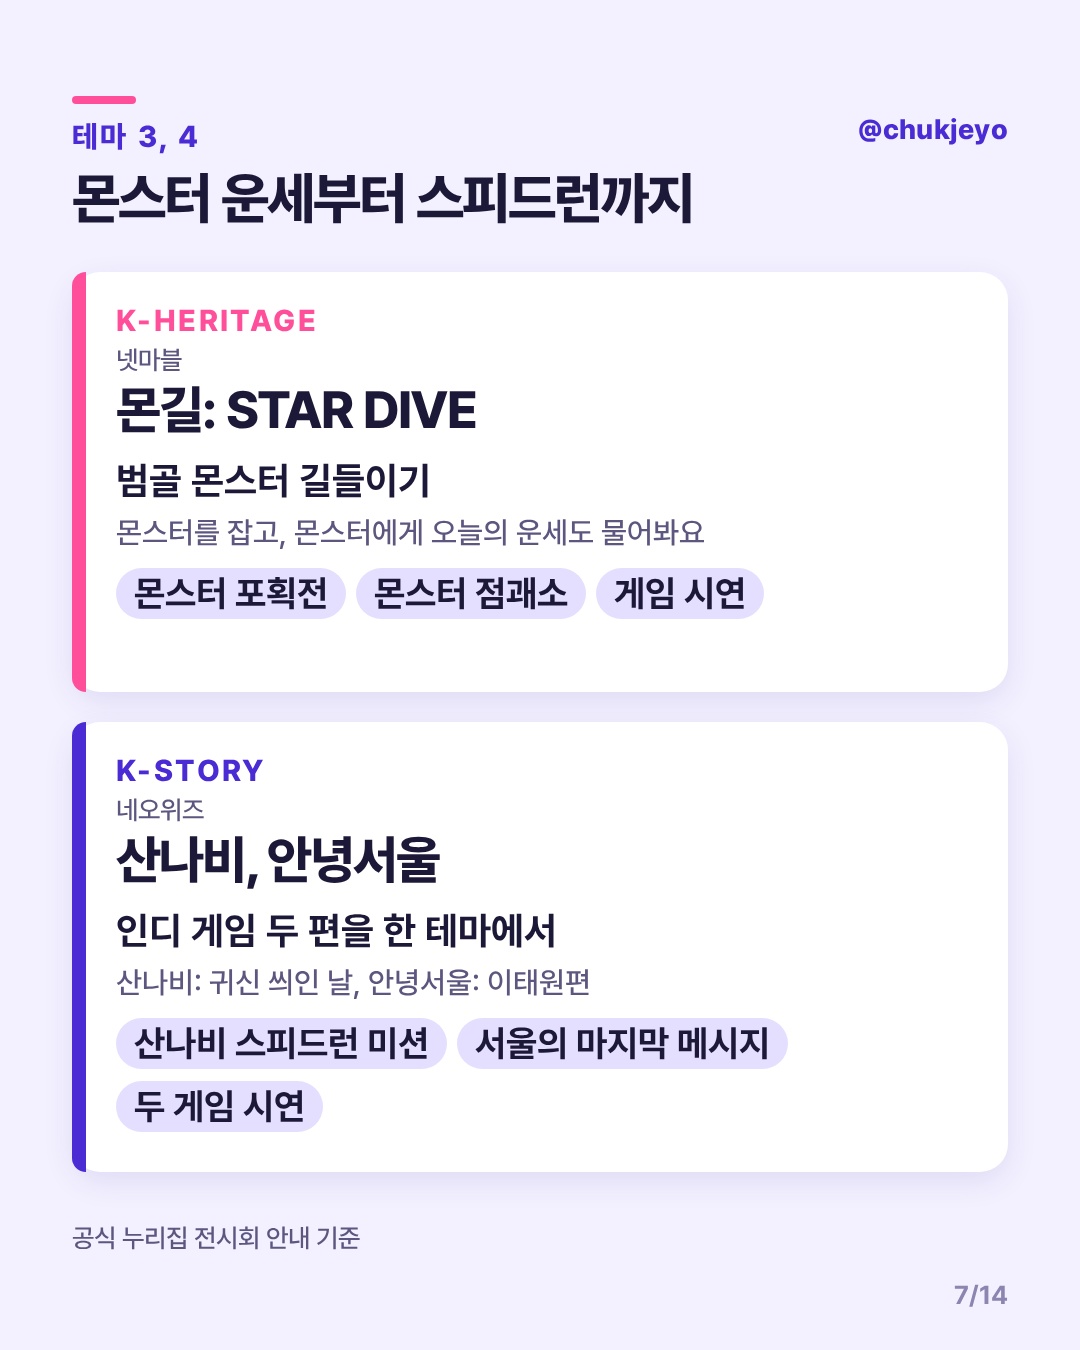 테마 3, 4
@chukjeyo
몬스터 운세부터 스피드런까지
K-HERITAGE
넷마블
몬길: STAR DIVE
범골 몬스터 길들이기
몬스터를 잡고, 몬스터에게 오늘의 운세도 물어봐요
몬스터 포획전 몬스터 점괘소 게임 시연
K-STORY
네오위즈
산나비, 안녕서울
인디 게임 두 편을 한 테마에서
산나비: 귀신 씌인 날, 안녕서울: 이태원편
산나비 스피드런 미션 서울의 마지막 메시지
두 게임 시연
공식 누리집 전시회 안내 기준
7/14